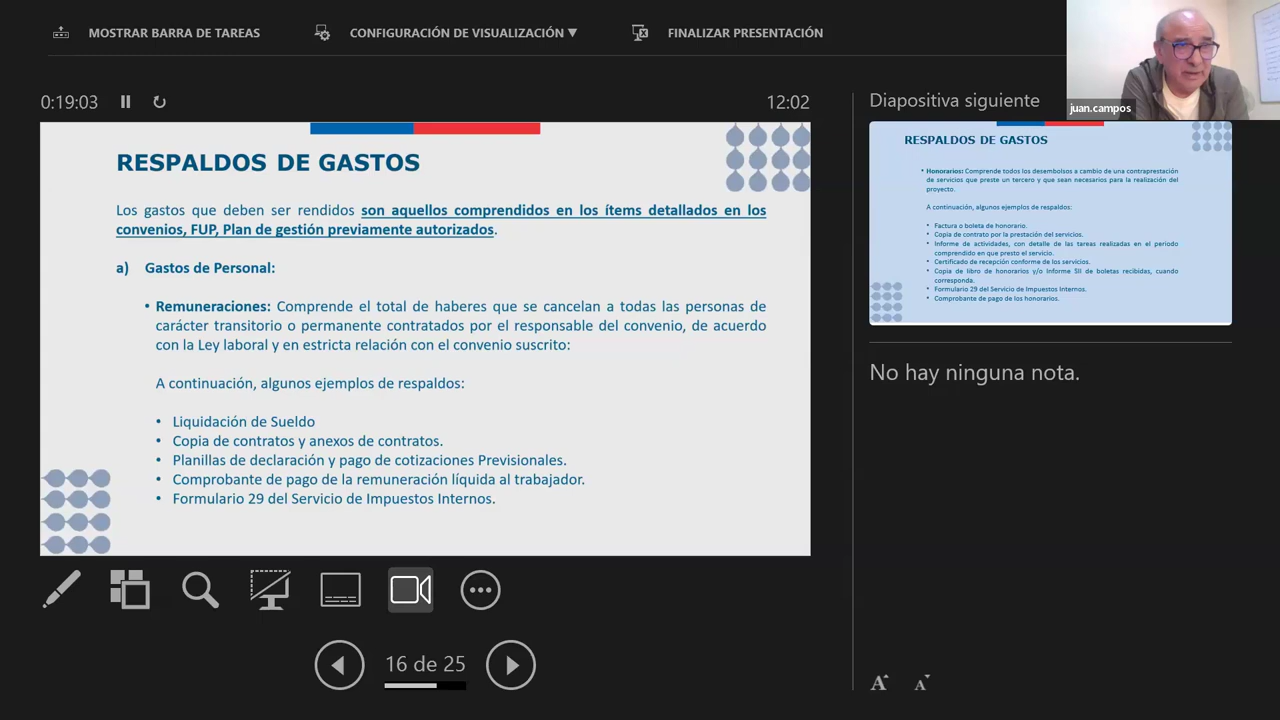 MOSTRAR BARRA DE TAREAS
CONFIGURACIÓN DE VISUALIZACIÓN ▼
FINALIZAR PRESENTACIÓN
juan.campos
0:19:03
12:02
RESPALDOS DE GASTOS
Los gastos que deben ser rendidos son aquellos comprendidos en los ítems detallados en los
convenios, FUP, Plan de gestión previamente autorizados.
a) Gastos de Personal:
• Remuneraciones: Comprende el total de haberes que se cancelan a todas las personas de
carácter transitorio o permanente contratados por el responsable del convenio, de acuerdo
con la Ley laboral y en estricta relación con el convenio suscrito:
A continuación, algunos ejemplos de respaldos:
• Liquidación de Sueldo
• Copia de contratos y anexos de contratos.
• Planillas de declaración y pago de cotizaciones Previsionales.
• Comprobante de pago de la remuneración líquida al trabajador.
• Formulario 29 del Servicio de Impuestos Internos.
16 de 25
Diapositiva siguiente
RESPALDOS DE GASTOS
• Honorarios: Comprende todos los desembolsos a cambio de una contraprestación
de servicios que preste un tercero y que sean necesarios para la realización del
proyecto.
A continuación, algunos ejemplos de respaldos:
• Factura o boleta de honorario.
• Copia de contrato por la prestación del servicios.
• Informe de actividades, con detalle de las tareas realizadas en el periodo
comprendido en que presto el servicio.
• Certificado de recepción conforme de los servicios.
• Copia de libro de honorarios y/o Informe SII de boletas recibidas, cuando
corresponda.
• Formulario 29 del Servicio de Impuestos Internos.
• Comprobante de pago de los honorarios.
No hay ninguna nota.
A A